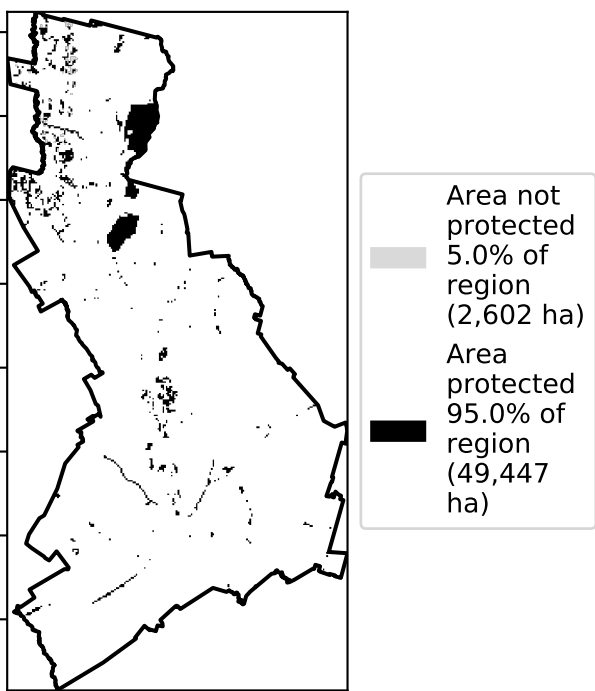 Area not
protected
5.0% of
region
(2,602 ha)
Area
protected
95.0% of
region
(49,447
ha)